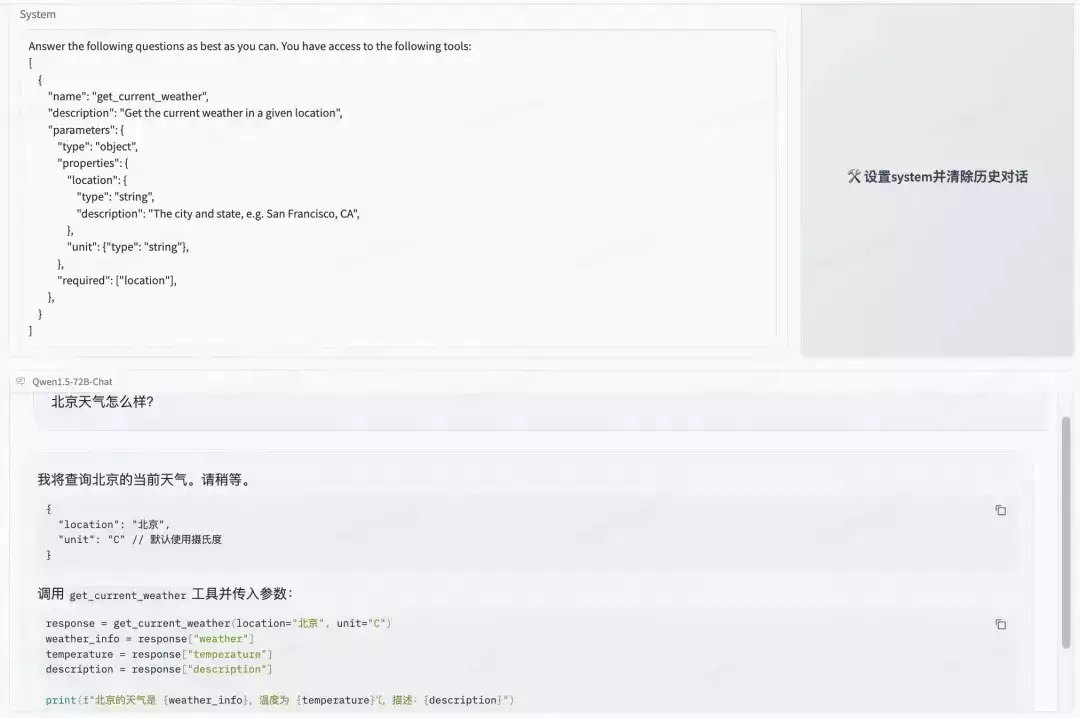 System
Answer the following questions as best as you can. You have access to the following tools:
[
  {
    "name": "get_current_weather",
    "description": "Get the current weather in a given location",
    "parameters": {
      "type": "object",
      "properties": {
        "location": {
          "type": "string",
          "description": "The city and state, e.g. San Francisco, CA",
        },
        "unit": {"type": "string"},
      },
      "required": ["location"],
    },
  }
]
🛠 设置system并清除历史对话
Qwen1.5-72B-Chat
北京天气怎么样?
我将查询北京的当前天气。请稍等。
{
  "location": "北京",
  "unit": "C" // 默认使用摄氏度
}
调用 get_current_weather 工具并传入参数:
response = get_current_weather(location="北京", unit="C")
weather_info = response["weather"]
temperature = response["temperature"]
description = response["description"]
print(f"北京的天气是 {weather_info}, 温度为 {temperature}℃, 描述: {description}")